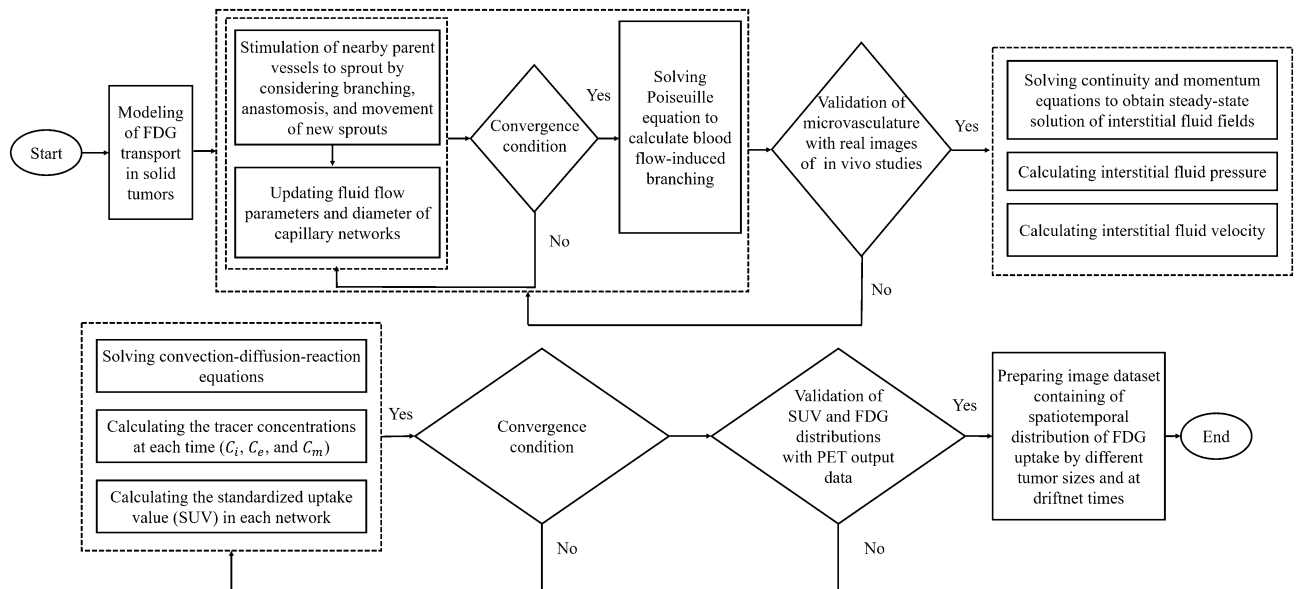 Start
Modeling
of FDG
transport
in solid
tumors
Stimulation of nearby parent
vessels to sprout by
considering branching,
anastomosis, and movement
of new sprouts
Updating fluid flow
parameters and diameter of
capillary networks
Convergence
condition
Yes
No
Solving
Poiseuille
equation to
calculate blood
flow-induced
branching
Validation of
microvasculature
with real images
of in vivo studies
Yes
No
Solving continuity and momentum
equations to obtain steady-state
solution of interstitial fluid fields
Calculating interstitial fluid pressure
Calculating interstitial fluid velocity
Solving convection-diffusion-reaction
equations
Calculating the tracer concentrations
at each time (Cᵢ, Cₑ, and Cₘ)
Calculating the standardized uptake
value (SUV) in each network
Yes
Convergence
condition
No
Validation of
SUV and FDG
distributions
with PET output
data
Yes
No
Preparing image dataset
containing of
spatiotemporal
distribution of FDG
uptake by different
tumor sizes and at
driftnet times
End